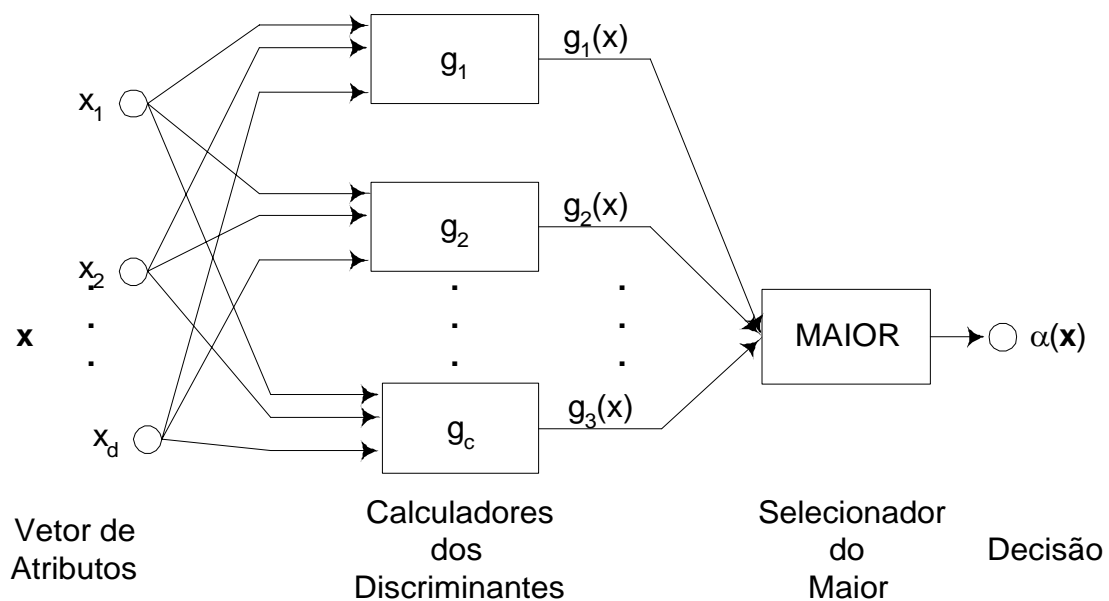 x1
x2
.
.
.
x
xd
g1
g2
.
.
.
gc
g1(x)
g2(x)
.
.
.
g3(x)
MAIOR
α(x)
Vetor de
Atributos
Calculadores
dos
Discriminantes
Selecionador
do
Maior
Decisão